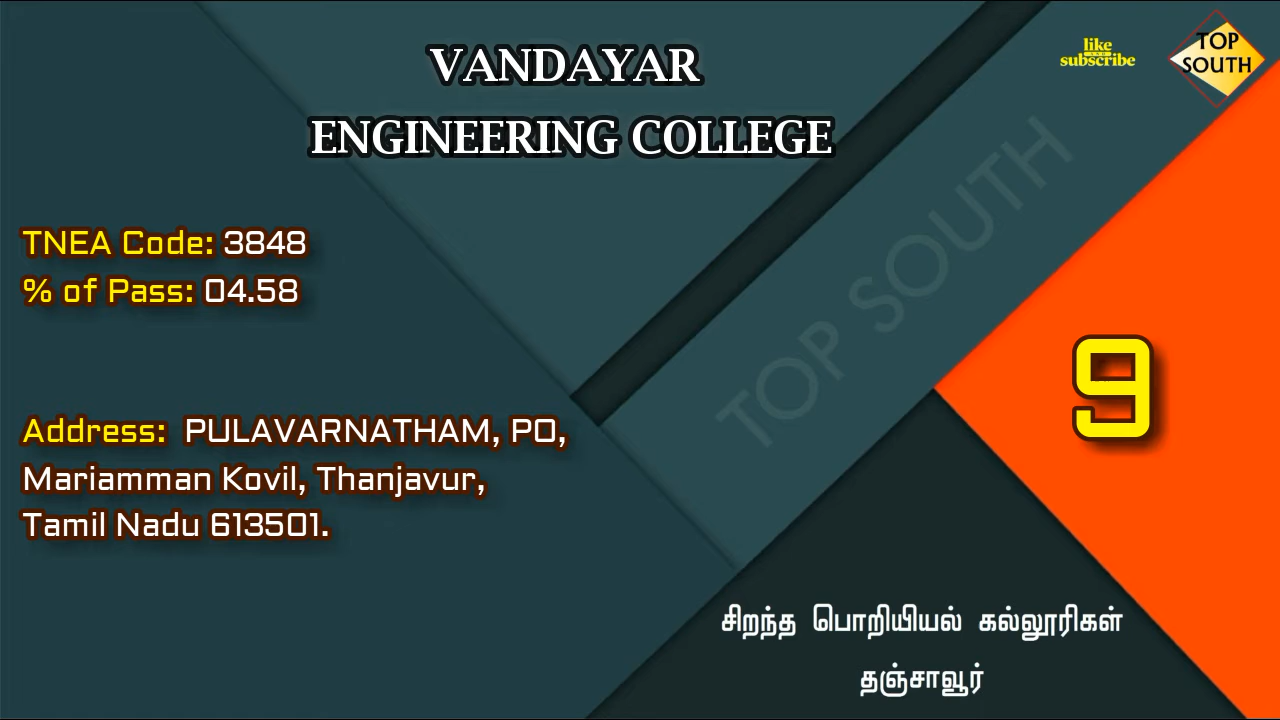 VANDAYAR
ENGINEERING COLLEGE
like
subscribe
TOP
SOUTH
TNEA Code: 3848
% of Pass: 04.58
TOP SOUTH
9
Address: PULAVARNATHAM, PO,
Mariamman Kovil, Thanjavur,
Tamil Nadu 613501.
சிறந்த பொறியியல் கல்லூரிகள்
தஞ்சாவூர்